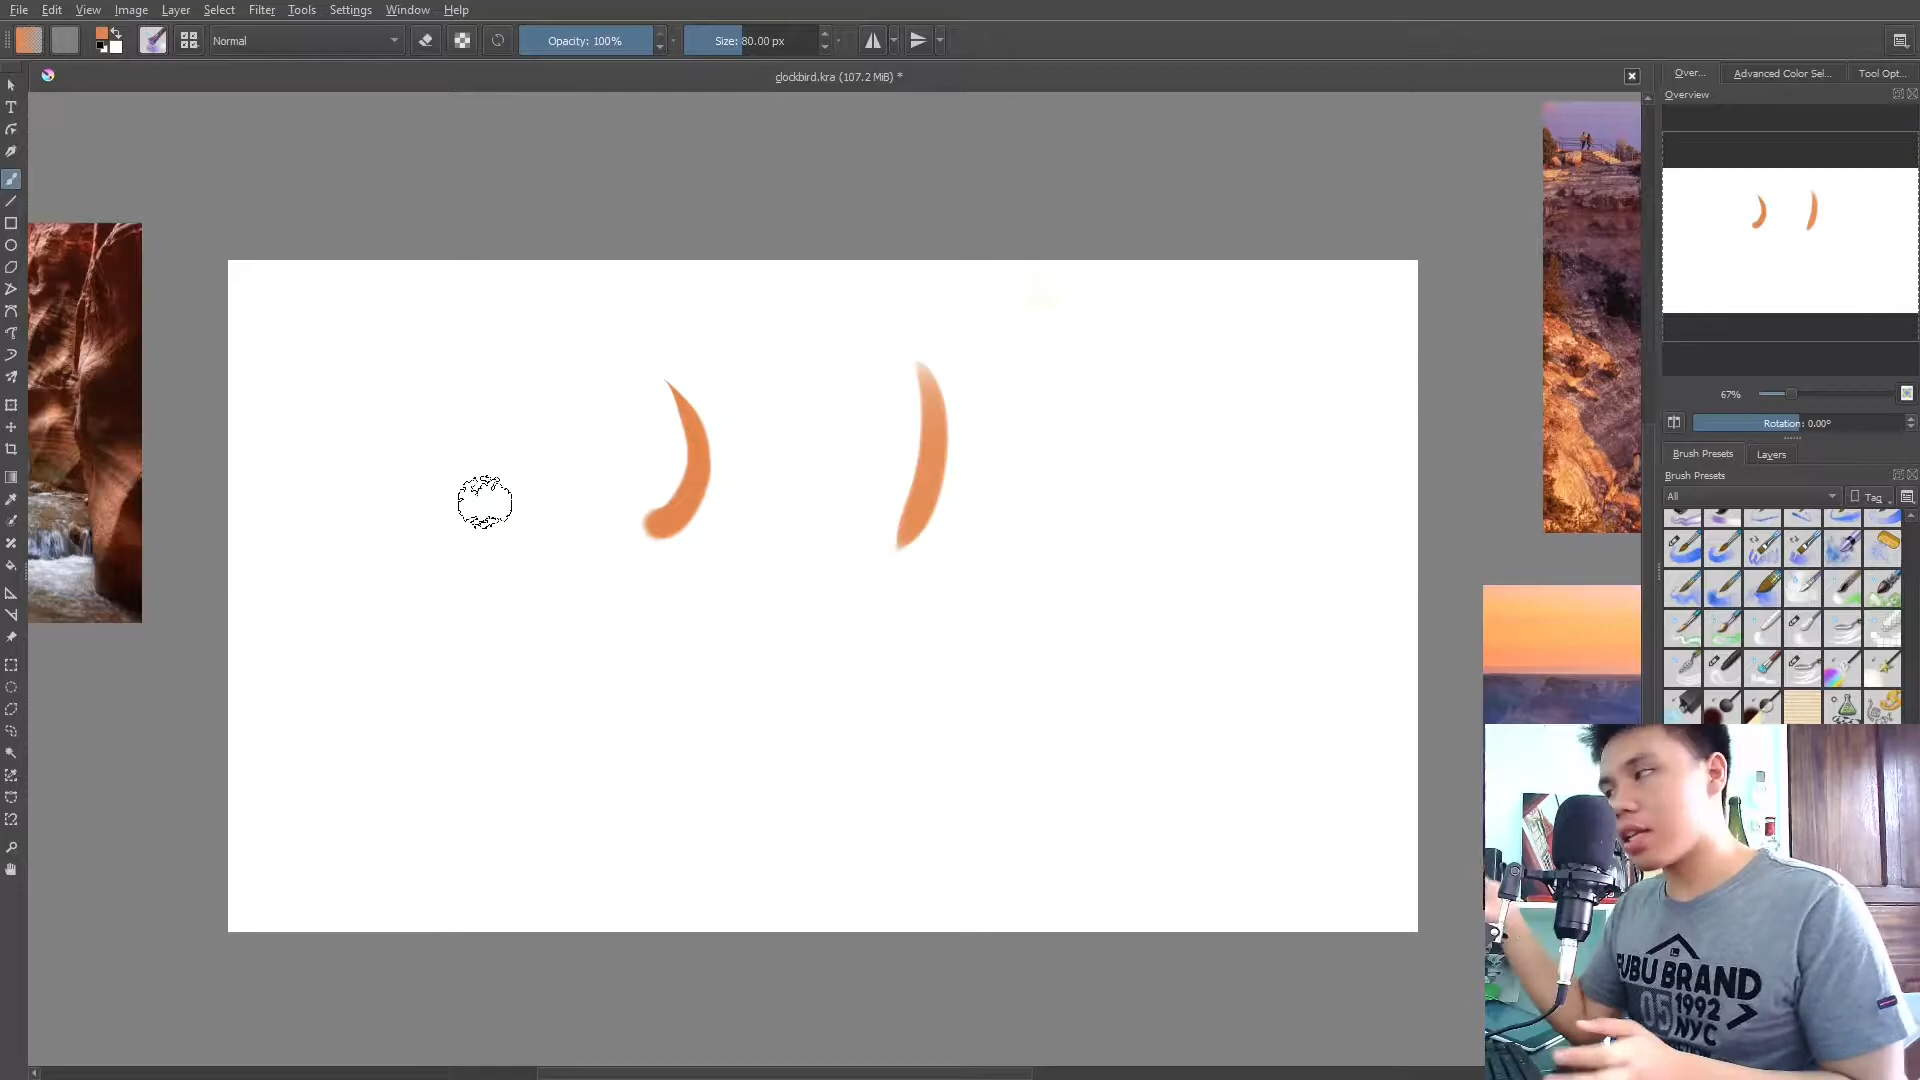 File Edit View Image Layer Select Filter Tools Settings Window Help
Normal
Opacity: 100%
Size: 80.00 px
clockbird.kra (107.2 MiB) *
Over... Advanced Color Sel... Tool Opt...
Overview
67%
Rotation: 0.00°
Brush Presets Layers
Brush Presets
All
Tag
FUBU BRAND
05 1992
NYC